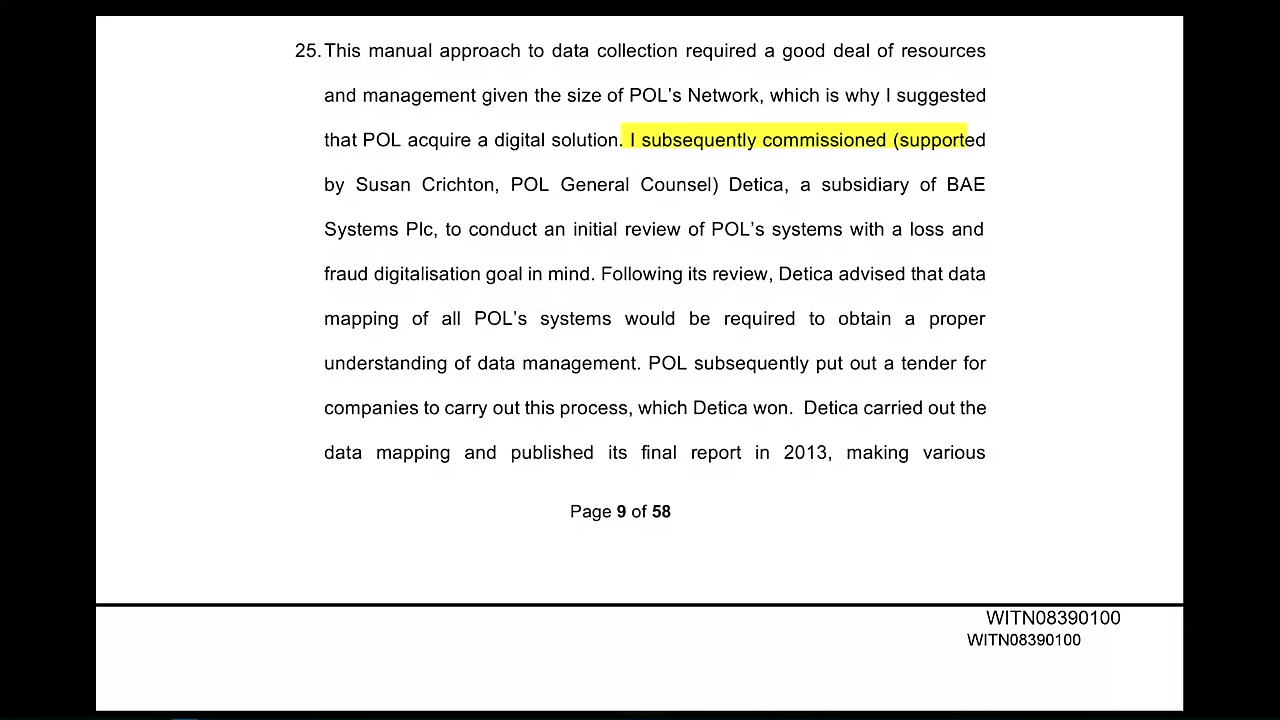 25. This manual approach to data collection required a good deal of resources
and management given the size of POL's Network, which is why I suggested
that POL acquire a digital solution. I subsequently commissioned (supported
by Susan Crichton, POL General Counsel) Detica, a subsidiary of BAE
Systems Plc, to conduct an initial review of POL's systems with a loss and
fraud digitalisation goal in mind. Following its review, Detica advised that data
mapping of all POL's systems would be required to obtain a proper
understanding of data management. POL subsequently put out a tender for
companies to carry out this process, which Detica won. Detica carried out the
data mapping and published its final report in 2013, making various
Page 9 of 58
WITN08390100
WITN08390100